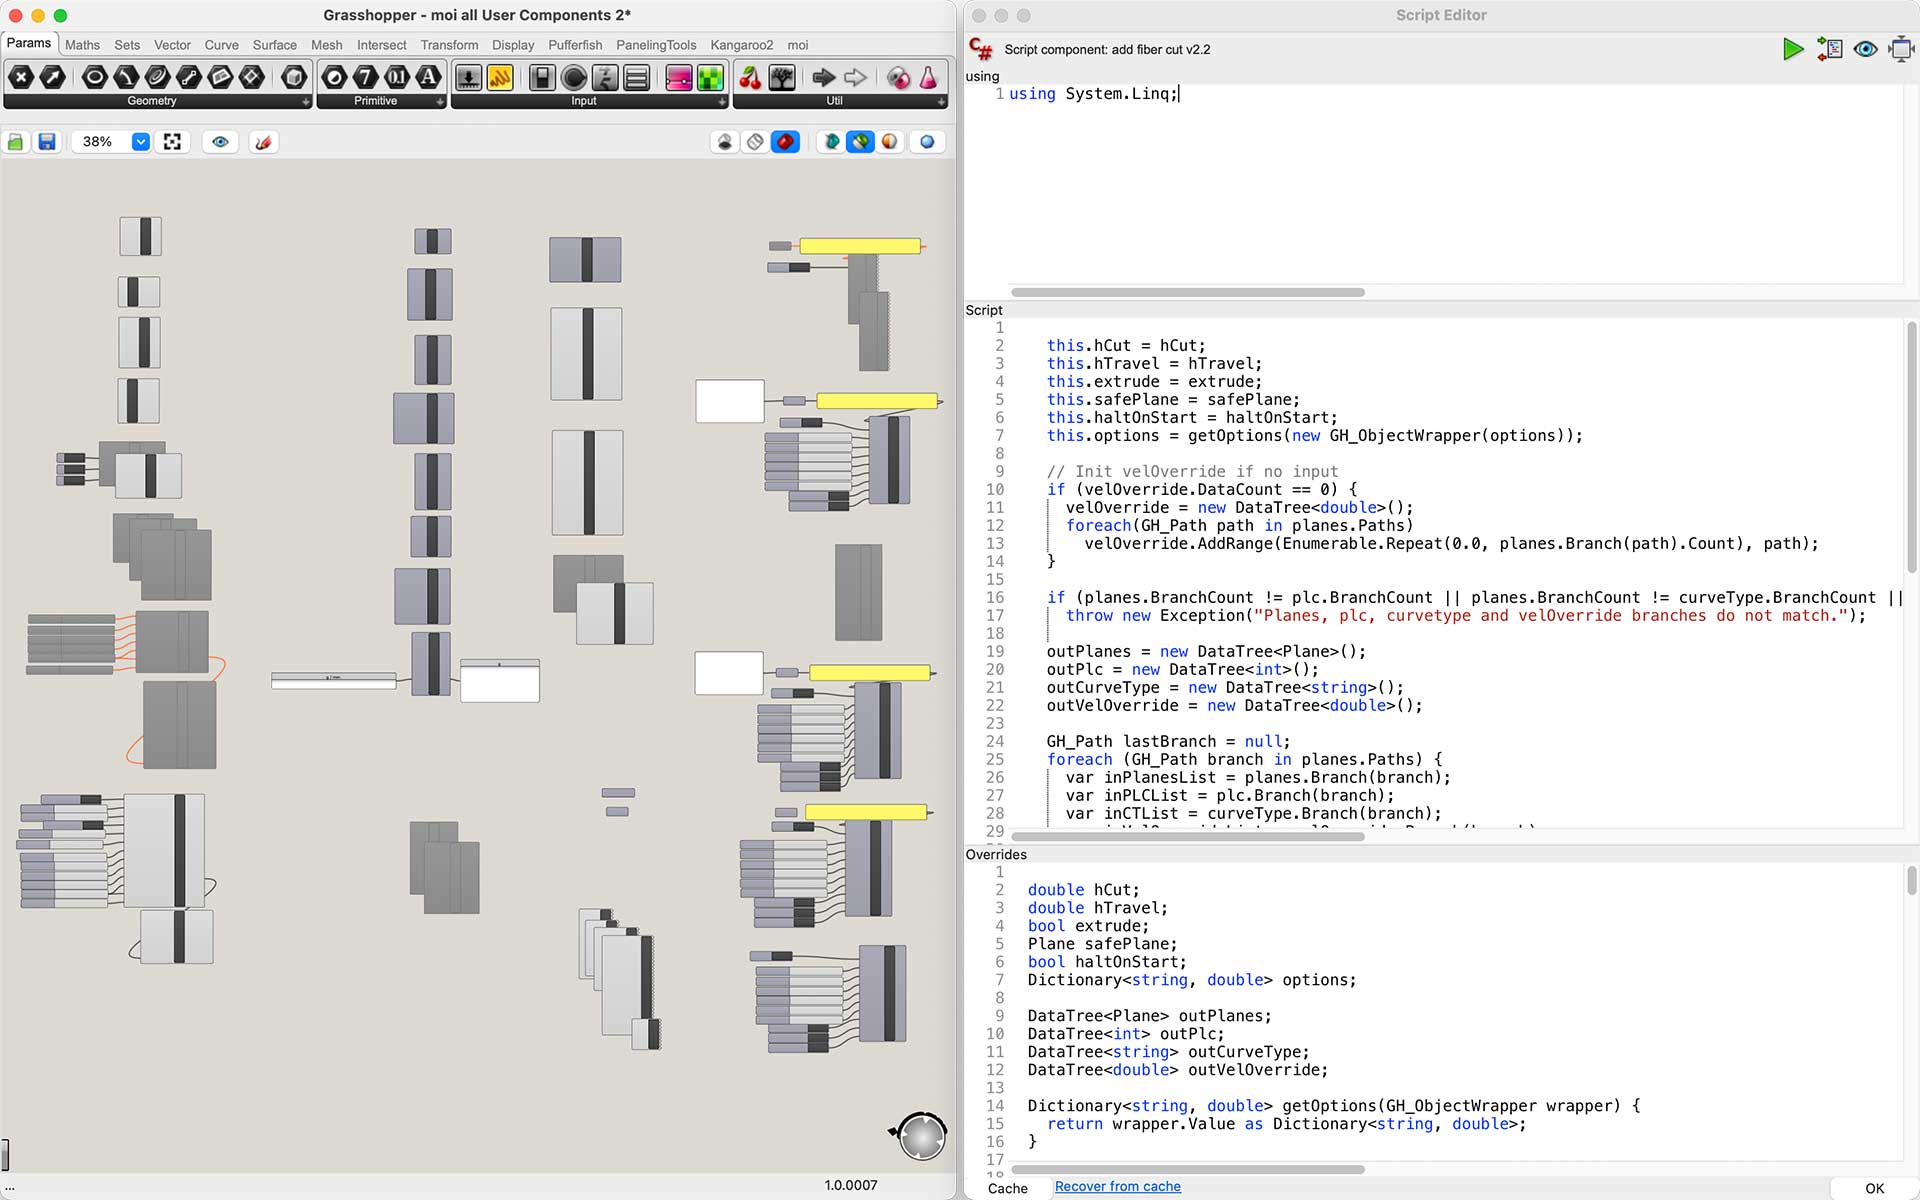 Grasshopper - moi all User Components 2*
Params Maths Sets Vector Curve Surface Mesh Intersect Transform Display Pufferfish PanelingTools Kangaroo2 moi
Geometry Primitive Input Util
38%
1.0.0007
...
Script Editor
C# Script component: add fiber cut v2.2
using
1 using System.Linq;
Script
1
2 this.hCut = hCut;
3 this.hTravel = hTravel;
4 this.extrude = extrude;
5 this.safePlane = safePlane;
6 this.haltOnStart = haltOnStart;
7 this.options = getOptions(new GH_ObjectWrapper(options));
8
9 // Init velOverride if no input
10 if (velOverride.DataCount == 0) {
11 velOverride = new DataTree<double>();
12 foreach(GH_Path path in planes.Paths)
13 velOverride.AddRange(Enumerable.Repeat(0.0, planes.Branch(path).Count), path);
14 }
15
16 if (planes.BranchCount != plc.BranchCount || planes.BranchCount != curveType.BranchCount ||
17 throw new Exception("Planes, plc, curvetype and velOverride branches do not match.");
18
19 outPlanes = new DataTree<Plane>();
20 outPlc = new DataTree<int>();
21 outCurveType = new DataTree<string>();
22 outVelOverride = new DataTree<double>();
23
24 GH_Path lastBranch = null;
25 foreach (GH_Path branch in planes.Paths) {
26 var inPlanesList = planes.Branch(branch);
27 var inPLCList = plc.Branch(branch);
28 var inCTList = curveType.Branch(branch);
29
Overrides
1
2 double hCut;
3 double hTravel;
4 bool extrude;
5 Plane safePlane;
6 bool haltOnStart;
7 Dictionary<string, double> options;
8
9 DataTree<Plane> outPlanes;
10 DataTree<int> outPlc;
11 DataTree<string> outCurveType;
12 DataTree<double> outVelOverride;
13
14 Dictionary<string, double> getOptions(GH_ObjectWrapper wrapper) {
15 return wrapper.Value as Dictionary<string, double>;
16 }
17
Cache Recover from cache OK